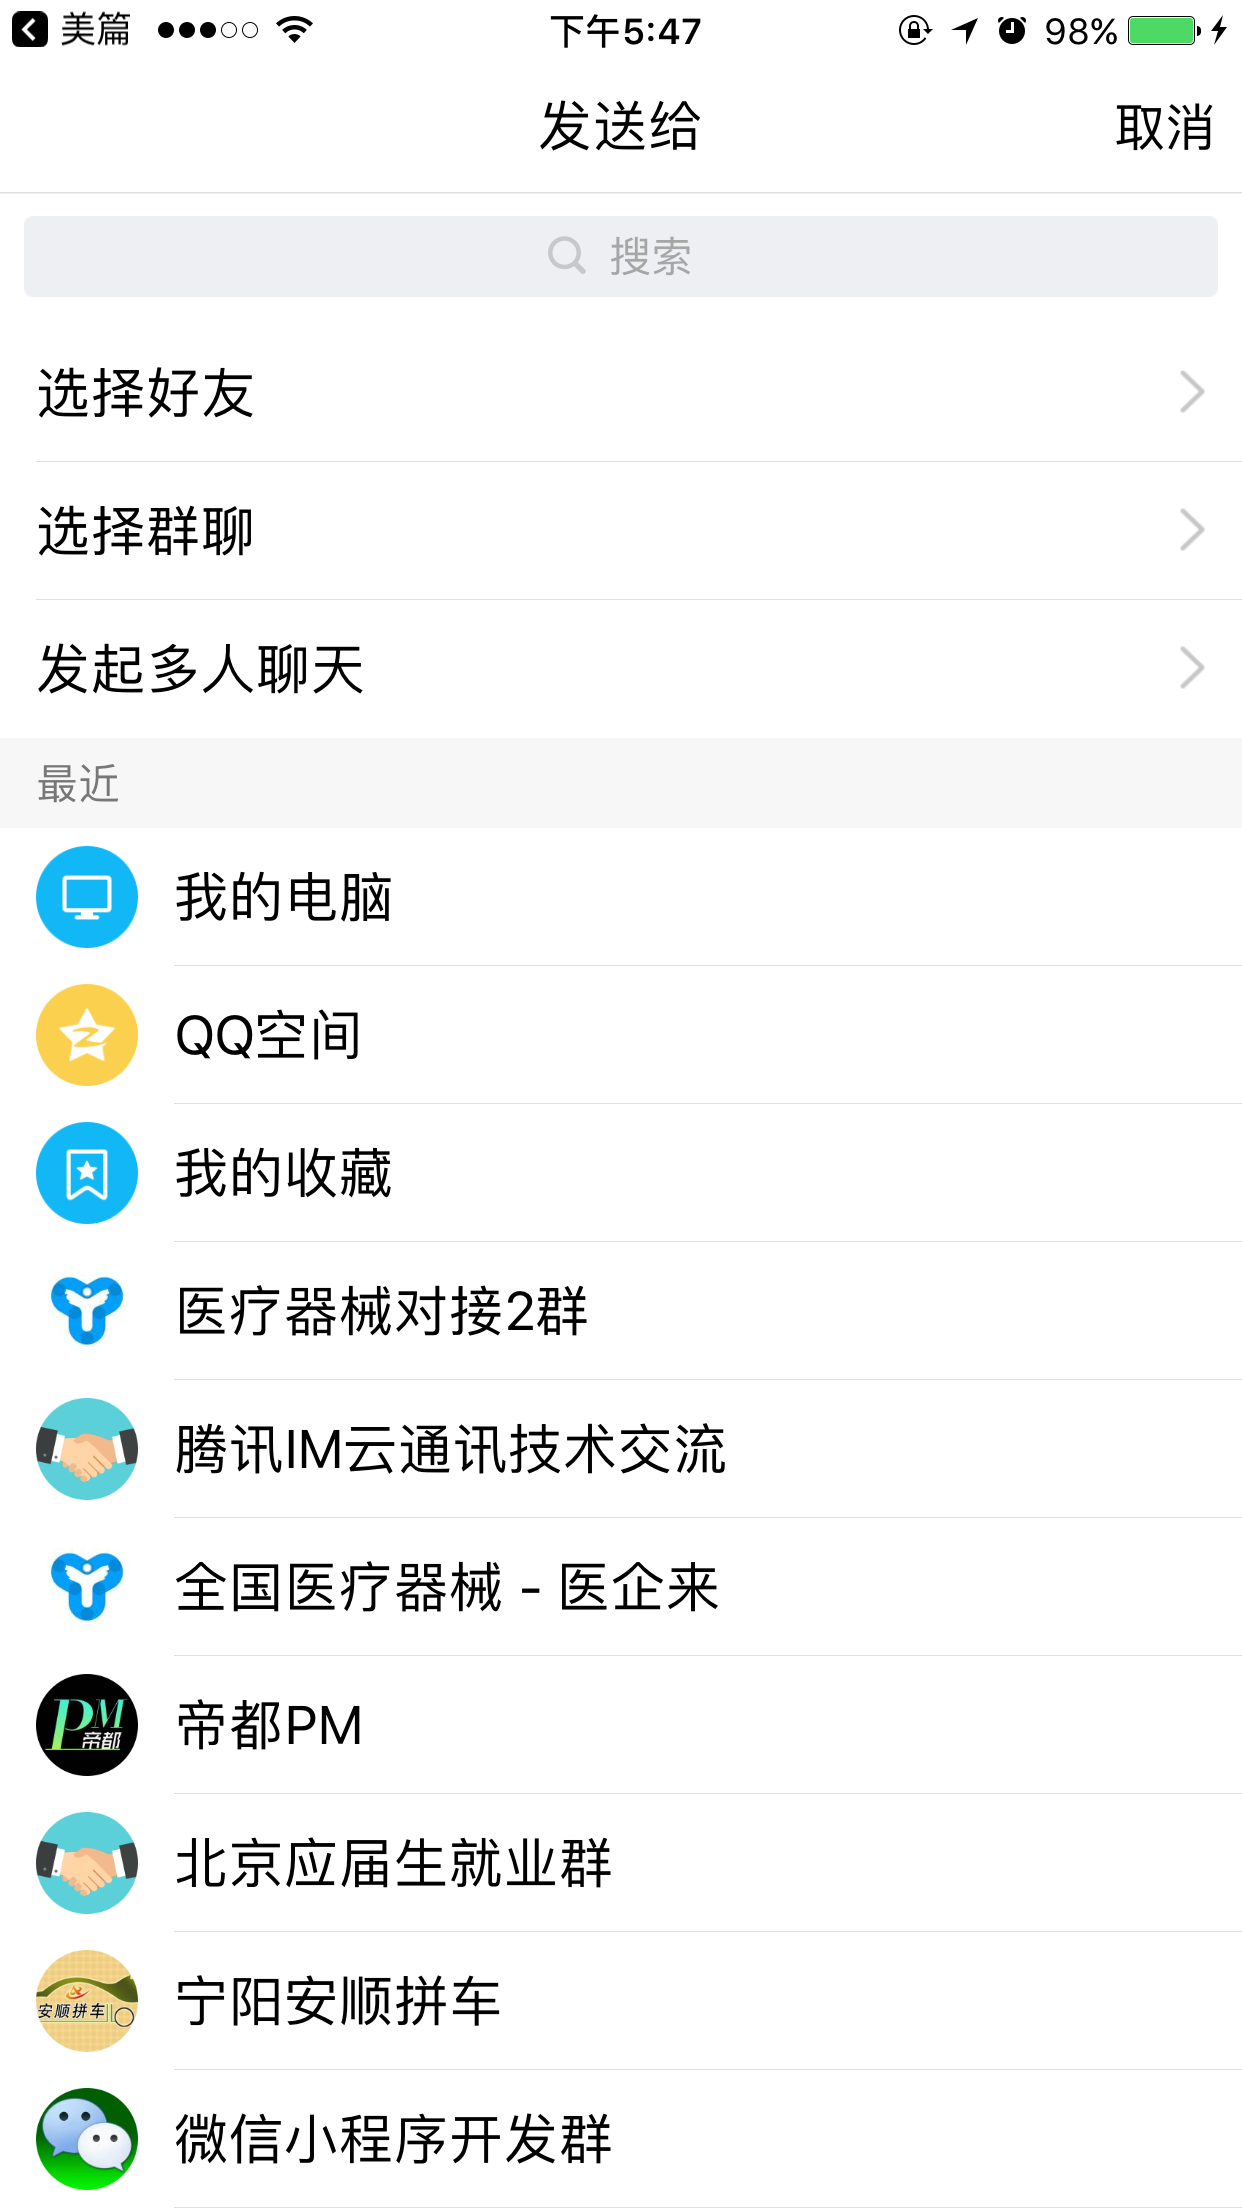 美篇 下午5:47 98%
发送给 取消
搜索
选择好友
选择群聊
发起多人聊天
最近
我的电脑
QQ空间
我的收藏
医疗器械对接2群
腾讯IM云通讯技术交流
全国医疗器械 - 医企来
PM
帝都
帝都PM
北京应届生就业群
安顺拼车
宁阳安顺拼车
微信小程序开发群